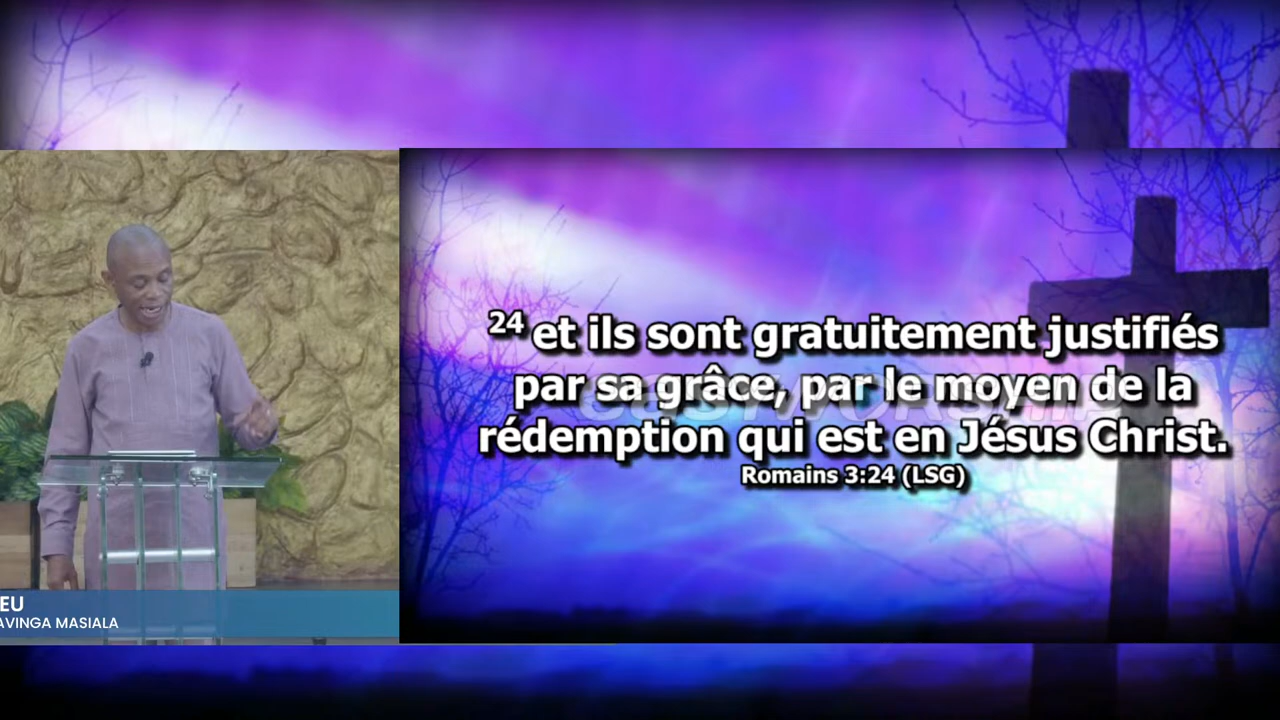 24 et ils sont gratuitement justifiés
par sa grâce, par le moyen de la
rédemption qui est en Jésus Christ.
Romains 3:24 (LSG)
EU
AVINGA MASIALA